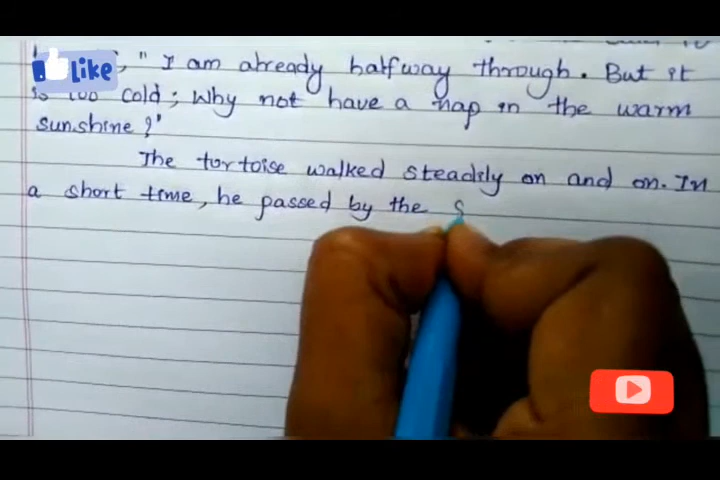 Like
, " I am already halfway through. But it
is too cold; Why not have a nap in the warm
sunshine?"
The tortoise walked steadily on and on. In
a short time, he passed by the s